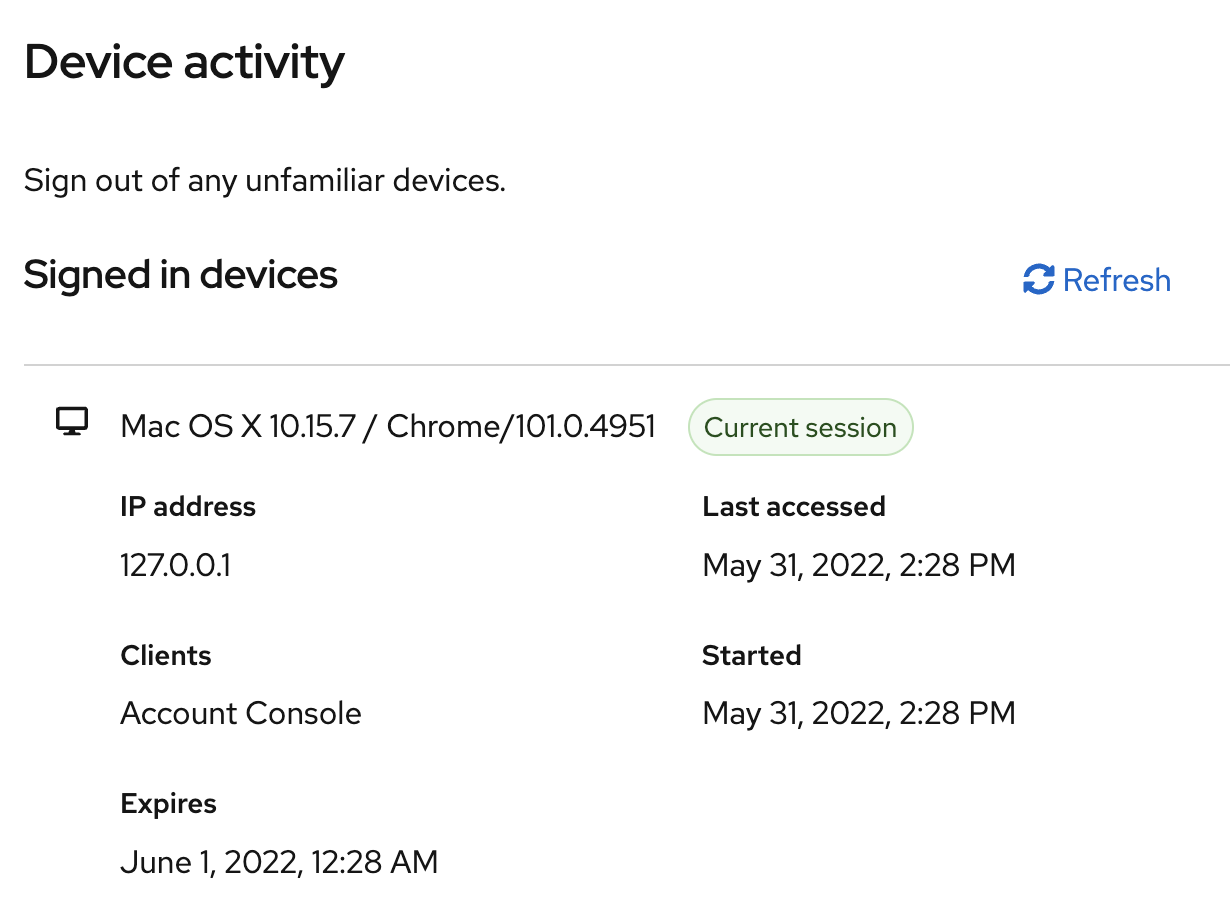 Device activity
Sign out of any unfamiliar devices.
Signed in devices
Refresh
Mac OS X 10.15.7 / Chrome/101.0.4951
Current session
IP address
127.0.0.1
Last accessed
May 31, 2022, 2:28 PM
Clients
Account Console
Started
May 31, 2022, 2:28 PM
Expires
June 1, 2022, 12:28 AM